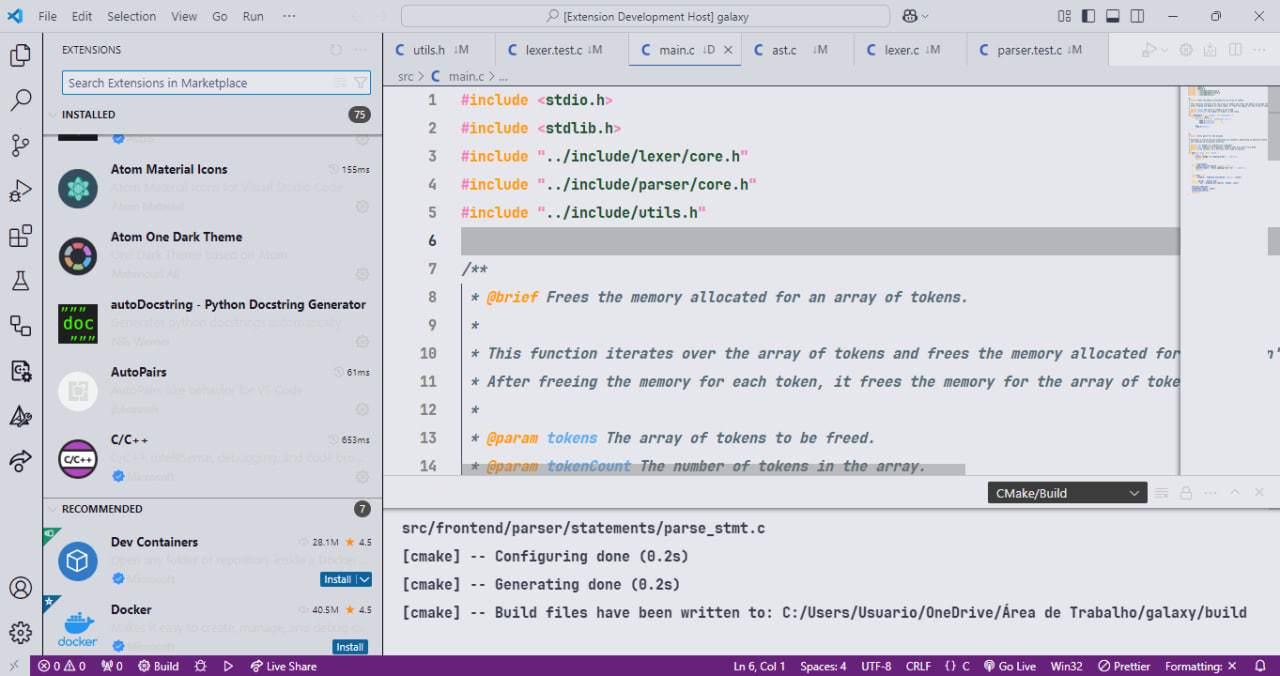 File Edit Selection View Go Run ···
[Extension Development Host] galaxy
EXTENSIONS
Search Extensions in Marketplace
INSTALLED 75
Atom Material Icons 155ms
Atom Material Icons for Visual Studio Code
Atom Material
Atom One Dark Theme
One Dark Theme based on Atom
Mahmoud Ali
autoDocstring - Python Docstring Generator
Generates python docstrings automatically
Nils Werner
""" doc """
AutoPairs 61ms
AutoPairs-like behavior for VS Code
jbhannah
C/C++ 653ms
C/C++ IntelliSense, debugging, and code bro...
Microsoft
C/C++
RECOMMENDED 7
Dev Containers 28.1M 4.5
Open any folder or repository inside a Docker ...
Microsoft Install
Docker 40.5M 4.5
Makes it easy to create, manage, and debug c...
Microsoft Install
docker
C utils.h ↓M C lexer.test.c ↓M C main.c ↓D × C ast.c ↓M C lexer.c ↓M C parser.test.c ↓M
src > C main.c > ...
1 #include <stdio.h>
2 #include <stdlib.h>
3 #include "../include/lexer/core.h"
4 #include "../include/parser/core.h"
5 #include "../include/utils.h"
6
7 /**
8 * @brief Frees the memory allocated for an array of tokens.
9 *
10 * This function iterates over the array of tokens and frees the memory allocated for
11 * After freeing the memory for each token, it frees the memory for the array of toke
12 *
13 * @param tokens The array of tokens to be freed.
14 * @param tokenCount The number of tokens in the array.
CMake/Build
src/frontend/parser/statements/parse_stmt.c
[cmake] -- Configuring done (0.2s)
[cmake] -- Generating done (0.2s)
[cmake] -- Build files have been written to: C:/Users/Usuario/OneDrive/Área de Trabalho/galaxy/build
0 0 0 Build Live Share Ln 6, Col 1 Spaces: 4 UTF-8 CRLF {} C Go Live Win32 Prettier Formatting: ×